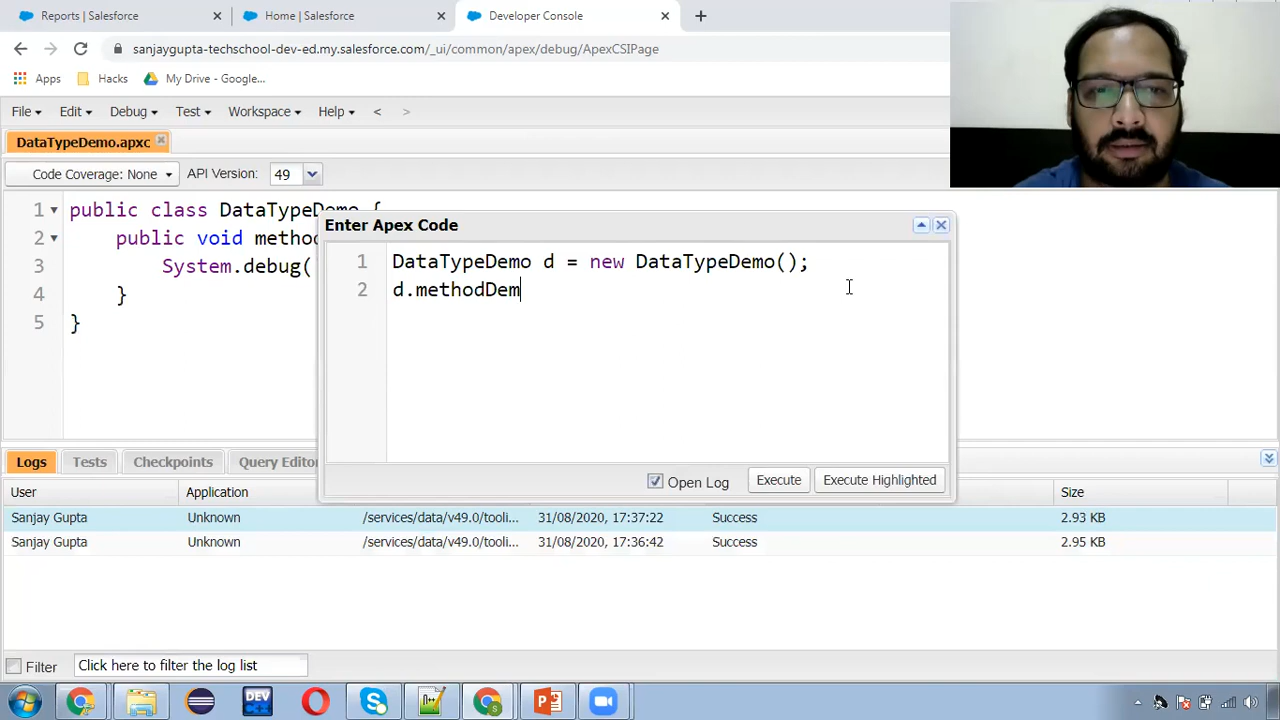 Reports | Salesforce
Home | Salesforce
Developer Console
sanjaygupta-techschool-dev-ed.my.salesforce.com/_ui/common/apex/debug/ApexCSIPage
Apps Hacks My Drive - Google...
File Edit Debug Test Workspace Help < >
DataTypeDemo.apxc
Code Coverage: None API Version: 49
1 public class DataTypeDemo {
2 public void metho
3 System.debug(
4 }
5 }
Enter Apex Code
1 DataTypeDemo d = new DataTypeDemo();
2 d.methodDem
Open Log Execute Execute Highlighted
Logs Tests Checkpoints Query Edito
User Application Size
Sanjay Gupta Unknown /services/data/v49.0/tooli... 31/08/2020, 17:37:22 Success 2.93 KB
Sanjay Gupta Unknown /services/data/v49.0/tooli... 31/08/2020, 17:36:42 Success 2.95 KB
Filter Click here to filter the log list
DEV
C++